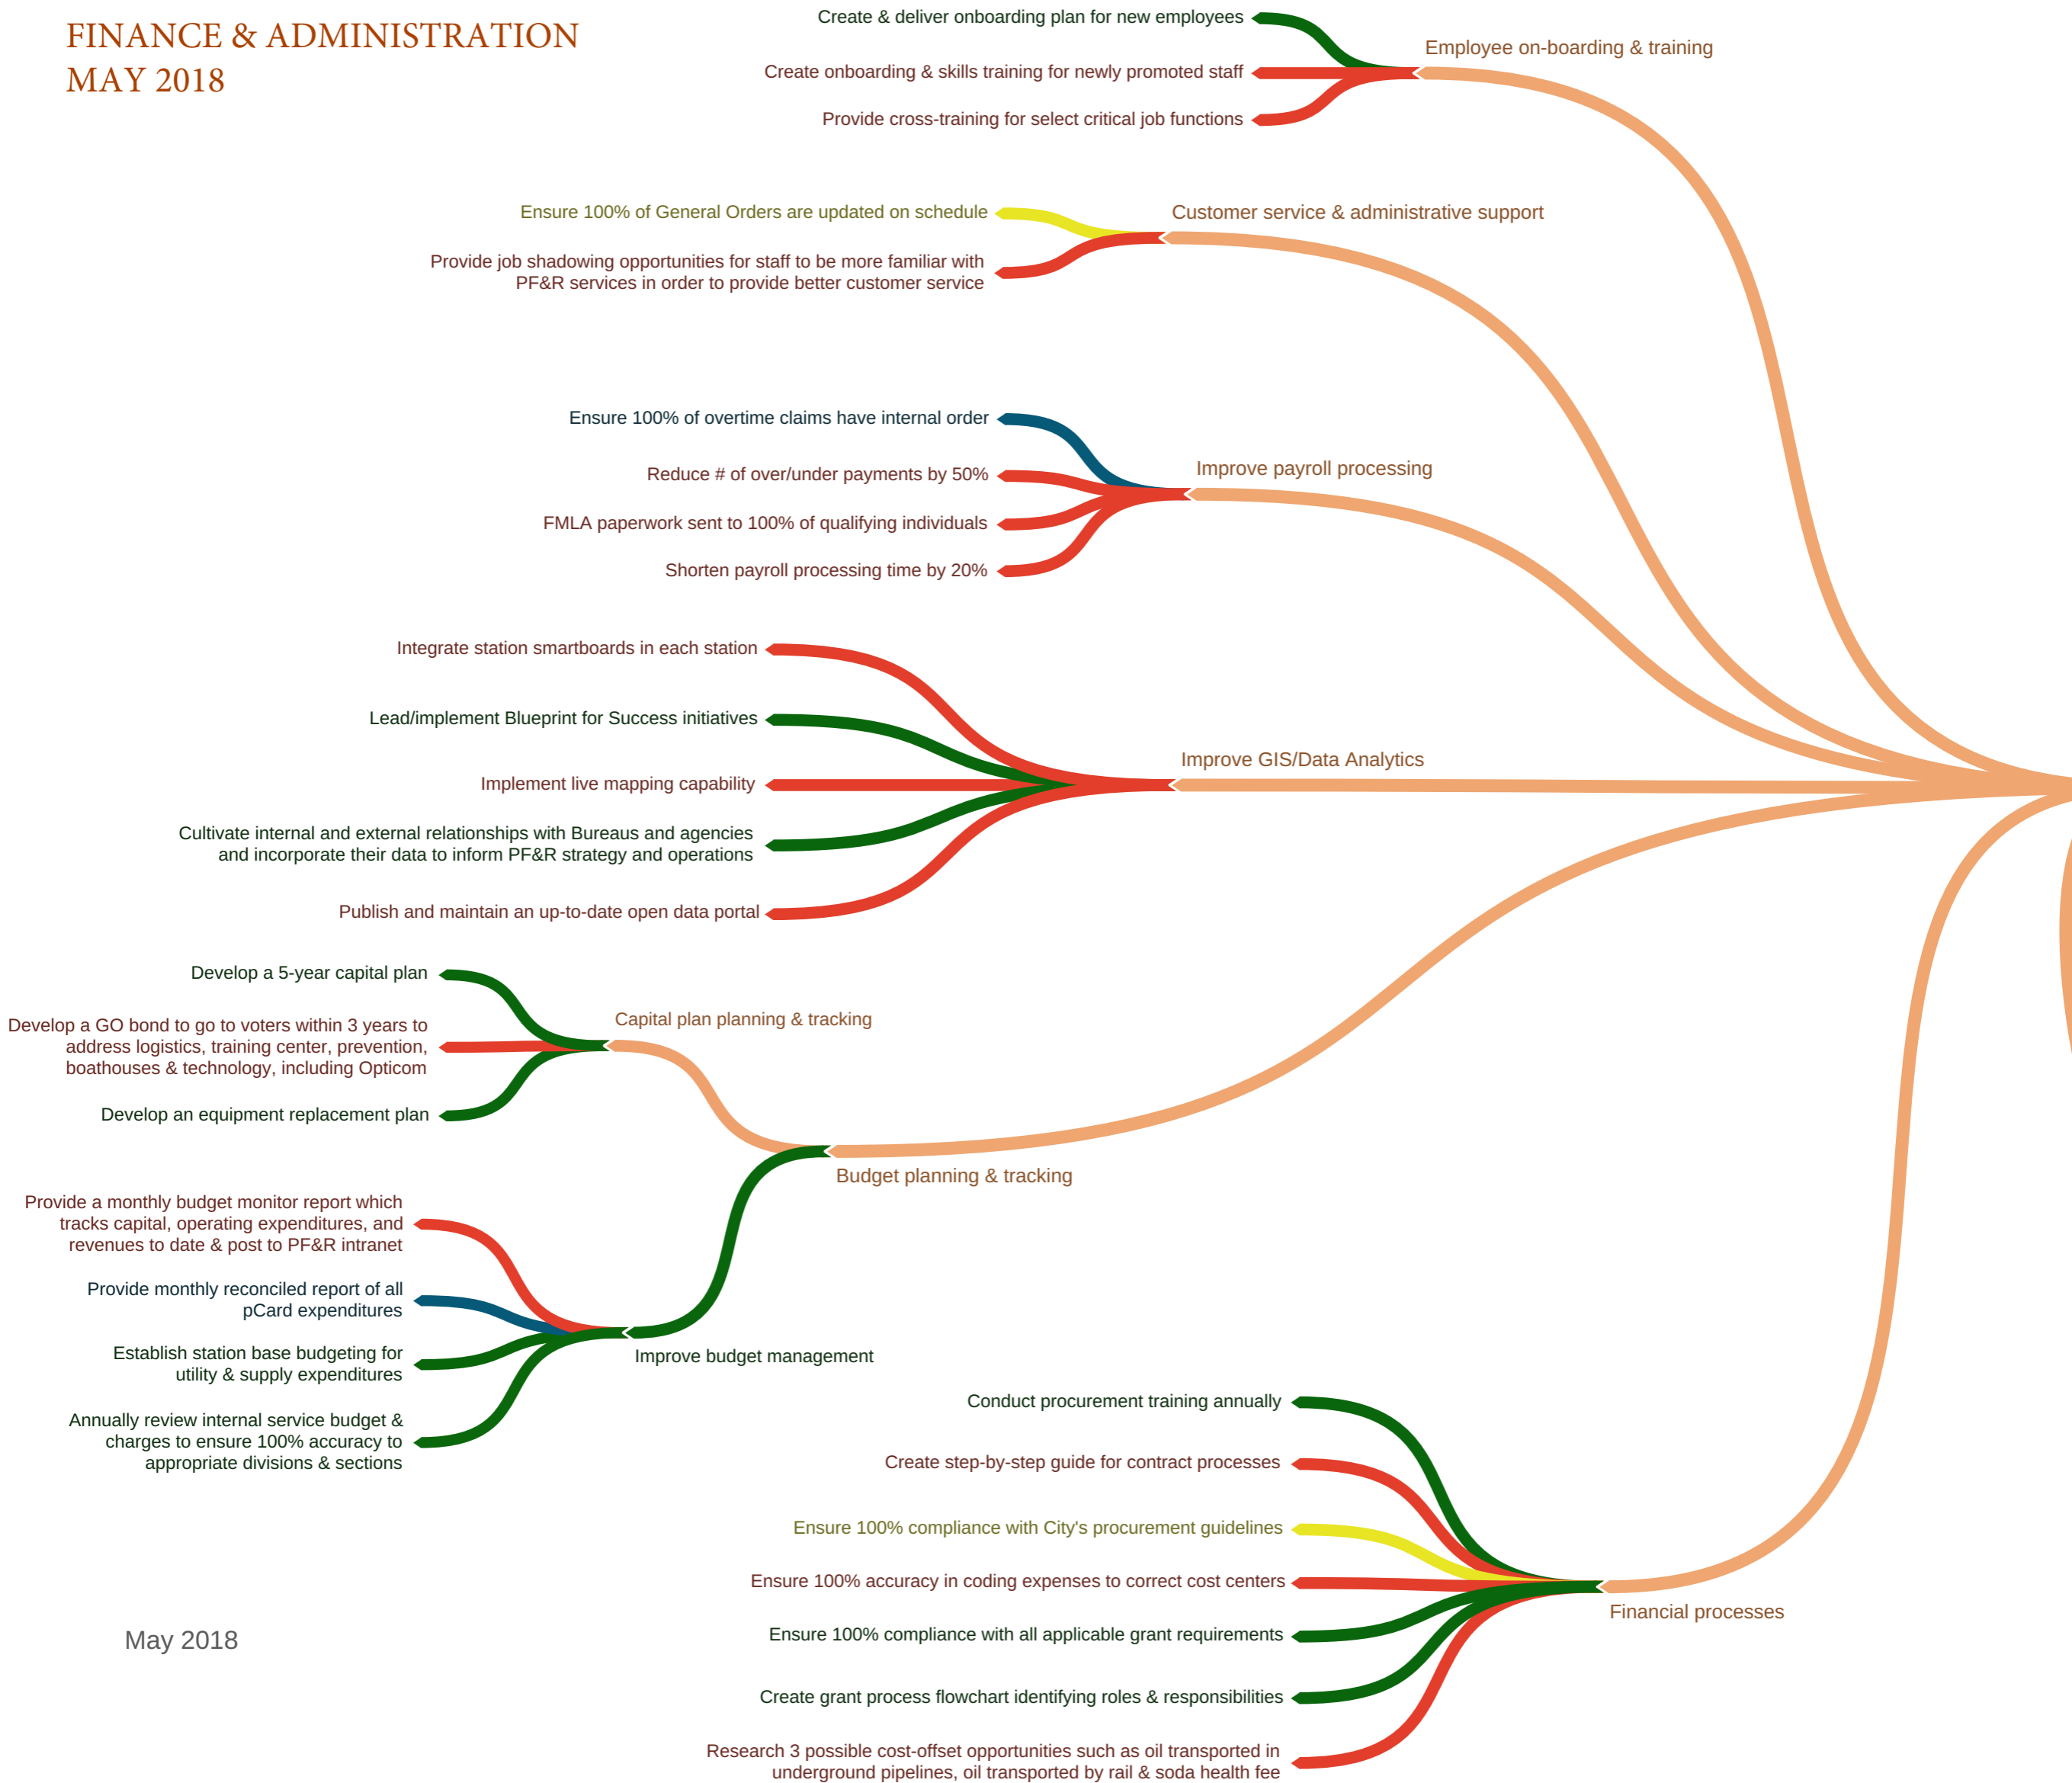 FINANCE & ADMINISTRATION
MAY 2018
Create & deliver onboarding plan for new employees
Employee on-boarding & training
Create onboarding & skills training for newly promoted staff
Provide cross-training for select critical job functions
Ensure 100% of General Orders are updated on schedule
Customer service & administrative support
Provide job shadowing opportunities for staff to be more familiar with
PF&R services in order to provide better customer service
Ensure 100% of overtime claims have internal order
Improve payroll processing
Reduce # of over/under payments by 50%
FMLA paperwork sent to 100% of qualifying individuals
Shorten payroll processing time by 20%
Integrate station smartboards in each station
Lead/implement Blueprint for Success initiatives
Improve GIS/Data Analytics
Implement live mapping capability
Cultivate internal and external relationships with Bureaus and agencies
and incorporate their data to inform PF&R strategy and operations
Publish and maintain an up-to-date open data portal
Develop a 5-year capital plan
Capital plan planning & tracking
Develop a GO bond to go to voters within 3 years to
address logistics, training center, prevention,
boathouses & technology, including Opticom
Develop an equipment replacement plan
Budget planning & tracking
Provide a monthly budget monitor report which
tracks capital, operating expenditures, and
revenues to date & post to PF&R intranet
Provide monthly reconciled report of all
pCard expenditures
Establish station base budgeting for
utility & supply expenditures
Improve budget management
Annually review internal service budget &
charges to ensure 100% accuracy to
appropriate divisions & sections
Conduct procurement training annually
Create step-by-step guide for contract processes
Ensure 100% compliance with City's procurement guidelines
Ensure 100% accuracy in coding expenses to correct cost centers
Financial processes
Ensure 100% compliance with all applicable grant requirements
Create grant process flowchart identifying roles & responsibilities
Research 3 possible cost-offset opportunities such as oil transported in
underground pipelines, oil transported by rail & soda health fee
May 2018